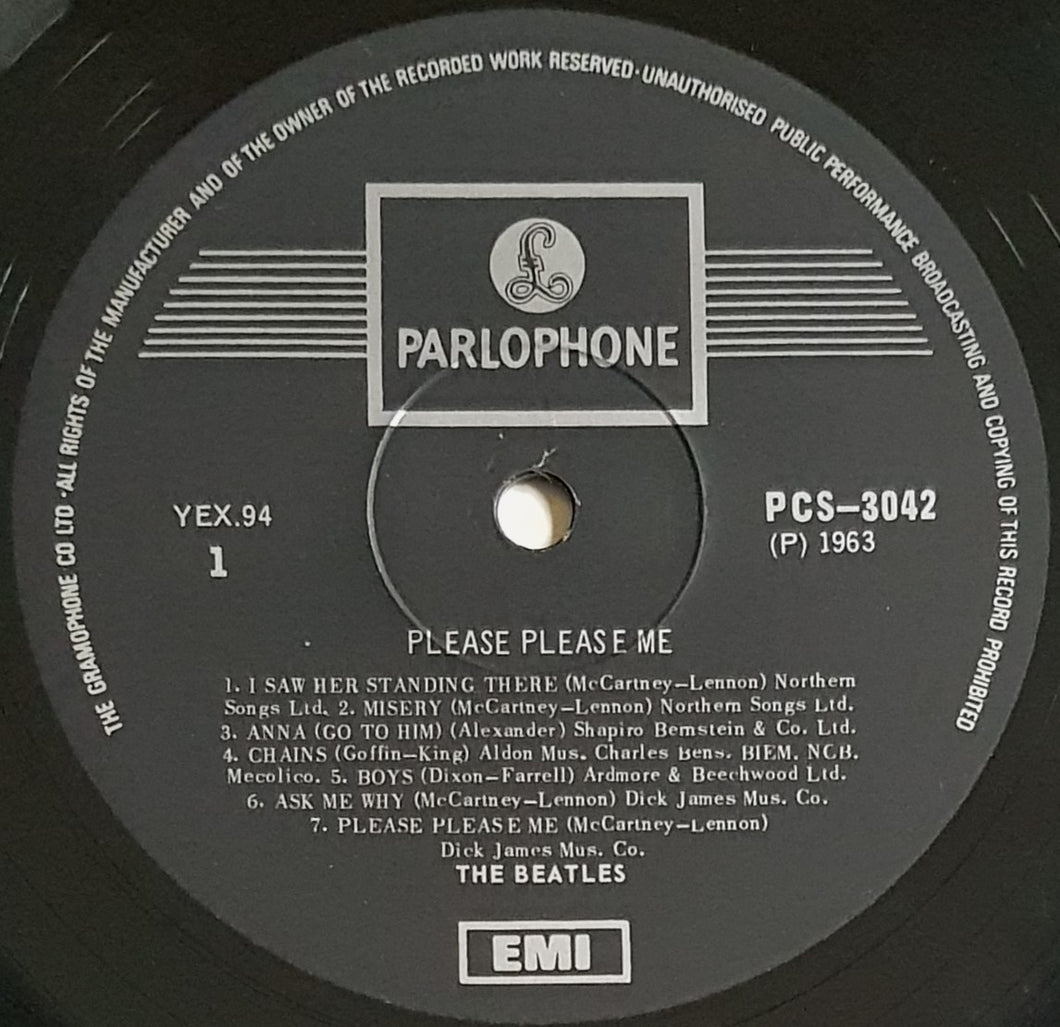 THE GRAMOPHONE CO LTD · ALL RIGHTS OF THE MANUFACTURER AND OF THE OWNER OF THE RECORDED WORK RESERVED · UNAUTHORISED PUBLIC PERFORMANCE BROADCASTING AND COPYING OF THIS RECORD PROHIBITED
£
PARLOPHONE
YEX.94
1
PCS–3042
(P) 1963
PLEASE PLEASE ME
1. I SAW HER STANDING THERE (McCartney–Lennon) Northern
Songs Ltd. 2. MISERY (McCartney–Lennon) Northern Songs Ltd.
3. ANNA (GO TO HIM) (Alexander) Shapiro Bernstein & Co. Ltd.
4. CHAINS (Goffin–King) Aldon Mus. Charles Bens. BIEM. NCB.
Mecolico. 5. BOYS (Dixon–Farrell) Ardmore & Beechwood Ltd.
6. ASK ME WHY (McCartney–Lennon) Dick James Mus. Co.
7. PLEASE PLEASE ME (McCartney–Lennon)
Dick James Mus. Co.
THE BEATLES
EMI